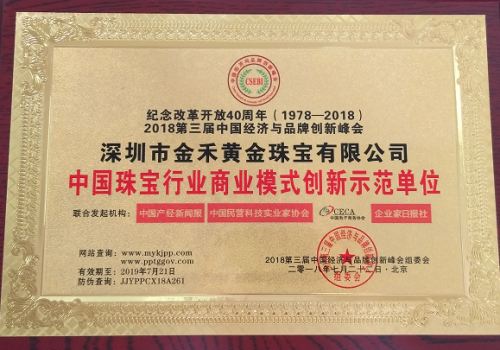 CSEBI
纪念改革开放40周年（1978—2018）
2018第三届中国经济与品牌创新峰会
深圳市金禾黄金珠宝有限公司
中国珠宝行业商业模式创新示范单位
联合发起机构： 中国产经新闻报 中国民营科技实业家协会 CECA 企业家日报社
网站查询：www.mykjpp.com
www.pptggov.com
有效期至：2019年7月21日
防伪查询：JJYPPCX18A261
2018第三届中国经济与品牌创新峰会组委会
二零一八年七月二十二日·北京
组委会